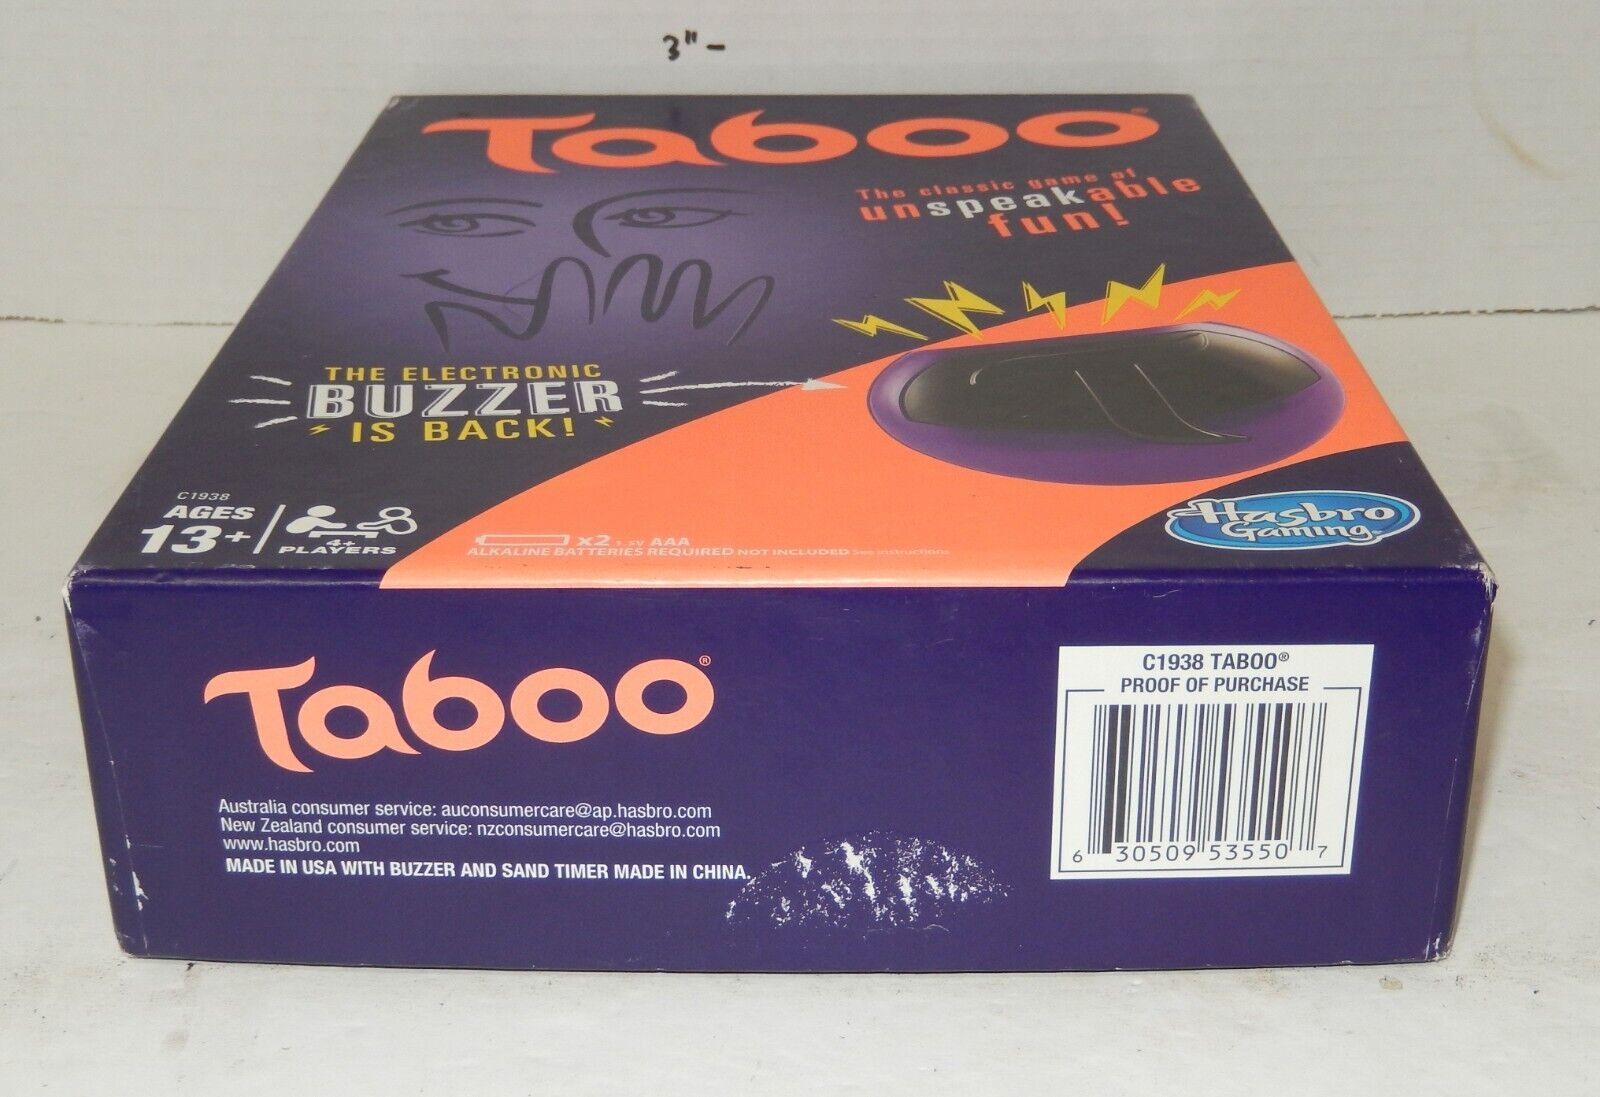 3" -
Taboo®
The classic game of
unspeakable
fun!
THE ELECTRONIC
BUZZER
IS BACK!
C1938
AGES
13+
4+
PLAYERS
x2 1.5V AAA
ALKALINE BATTERIES REQUIRED NOT INCLUDED See instructions
Hasbro
Gaming
Taboo®
Australia consumer service: auconsumercare@ap.hasbro.com
New Zealand consumer service: nzconsumercare@hasbro.com
www.hasbro.com
MADE IN USA WITH BUZZER AND SAND TIMER MADE IN CHINA.
C1938 TABOO®
PROOF OF PURCHASE
6 30509 53550 7